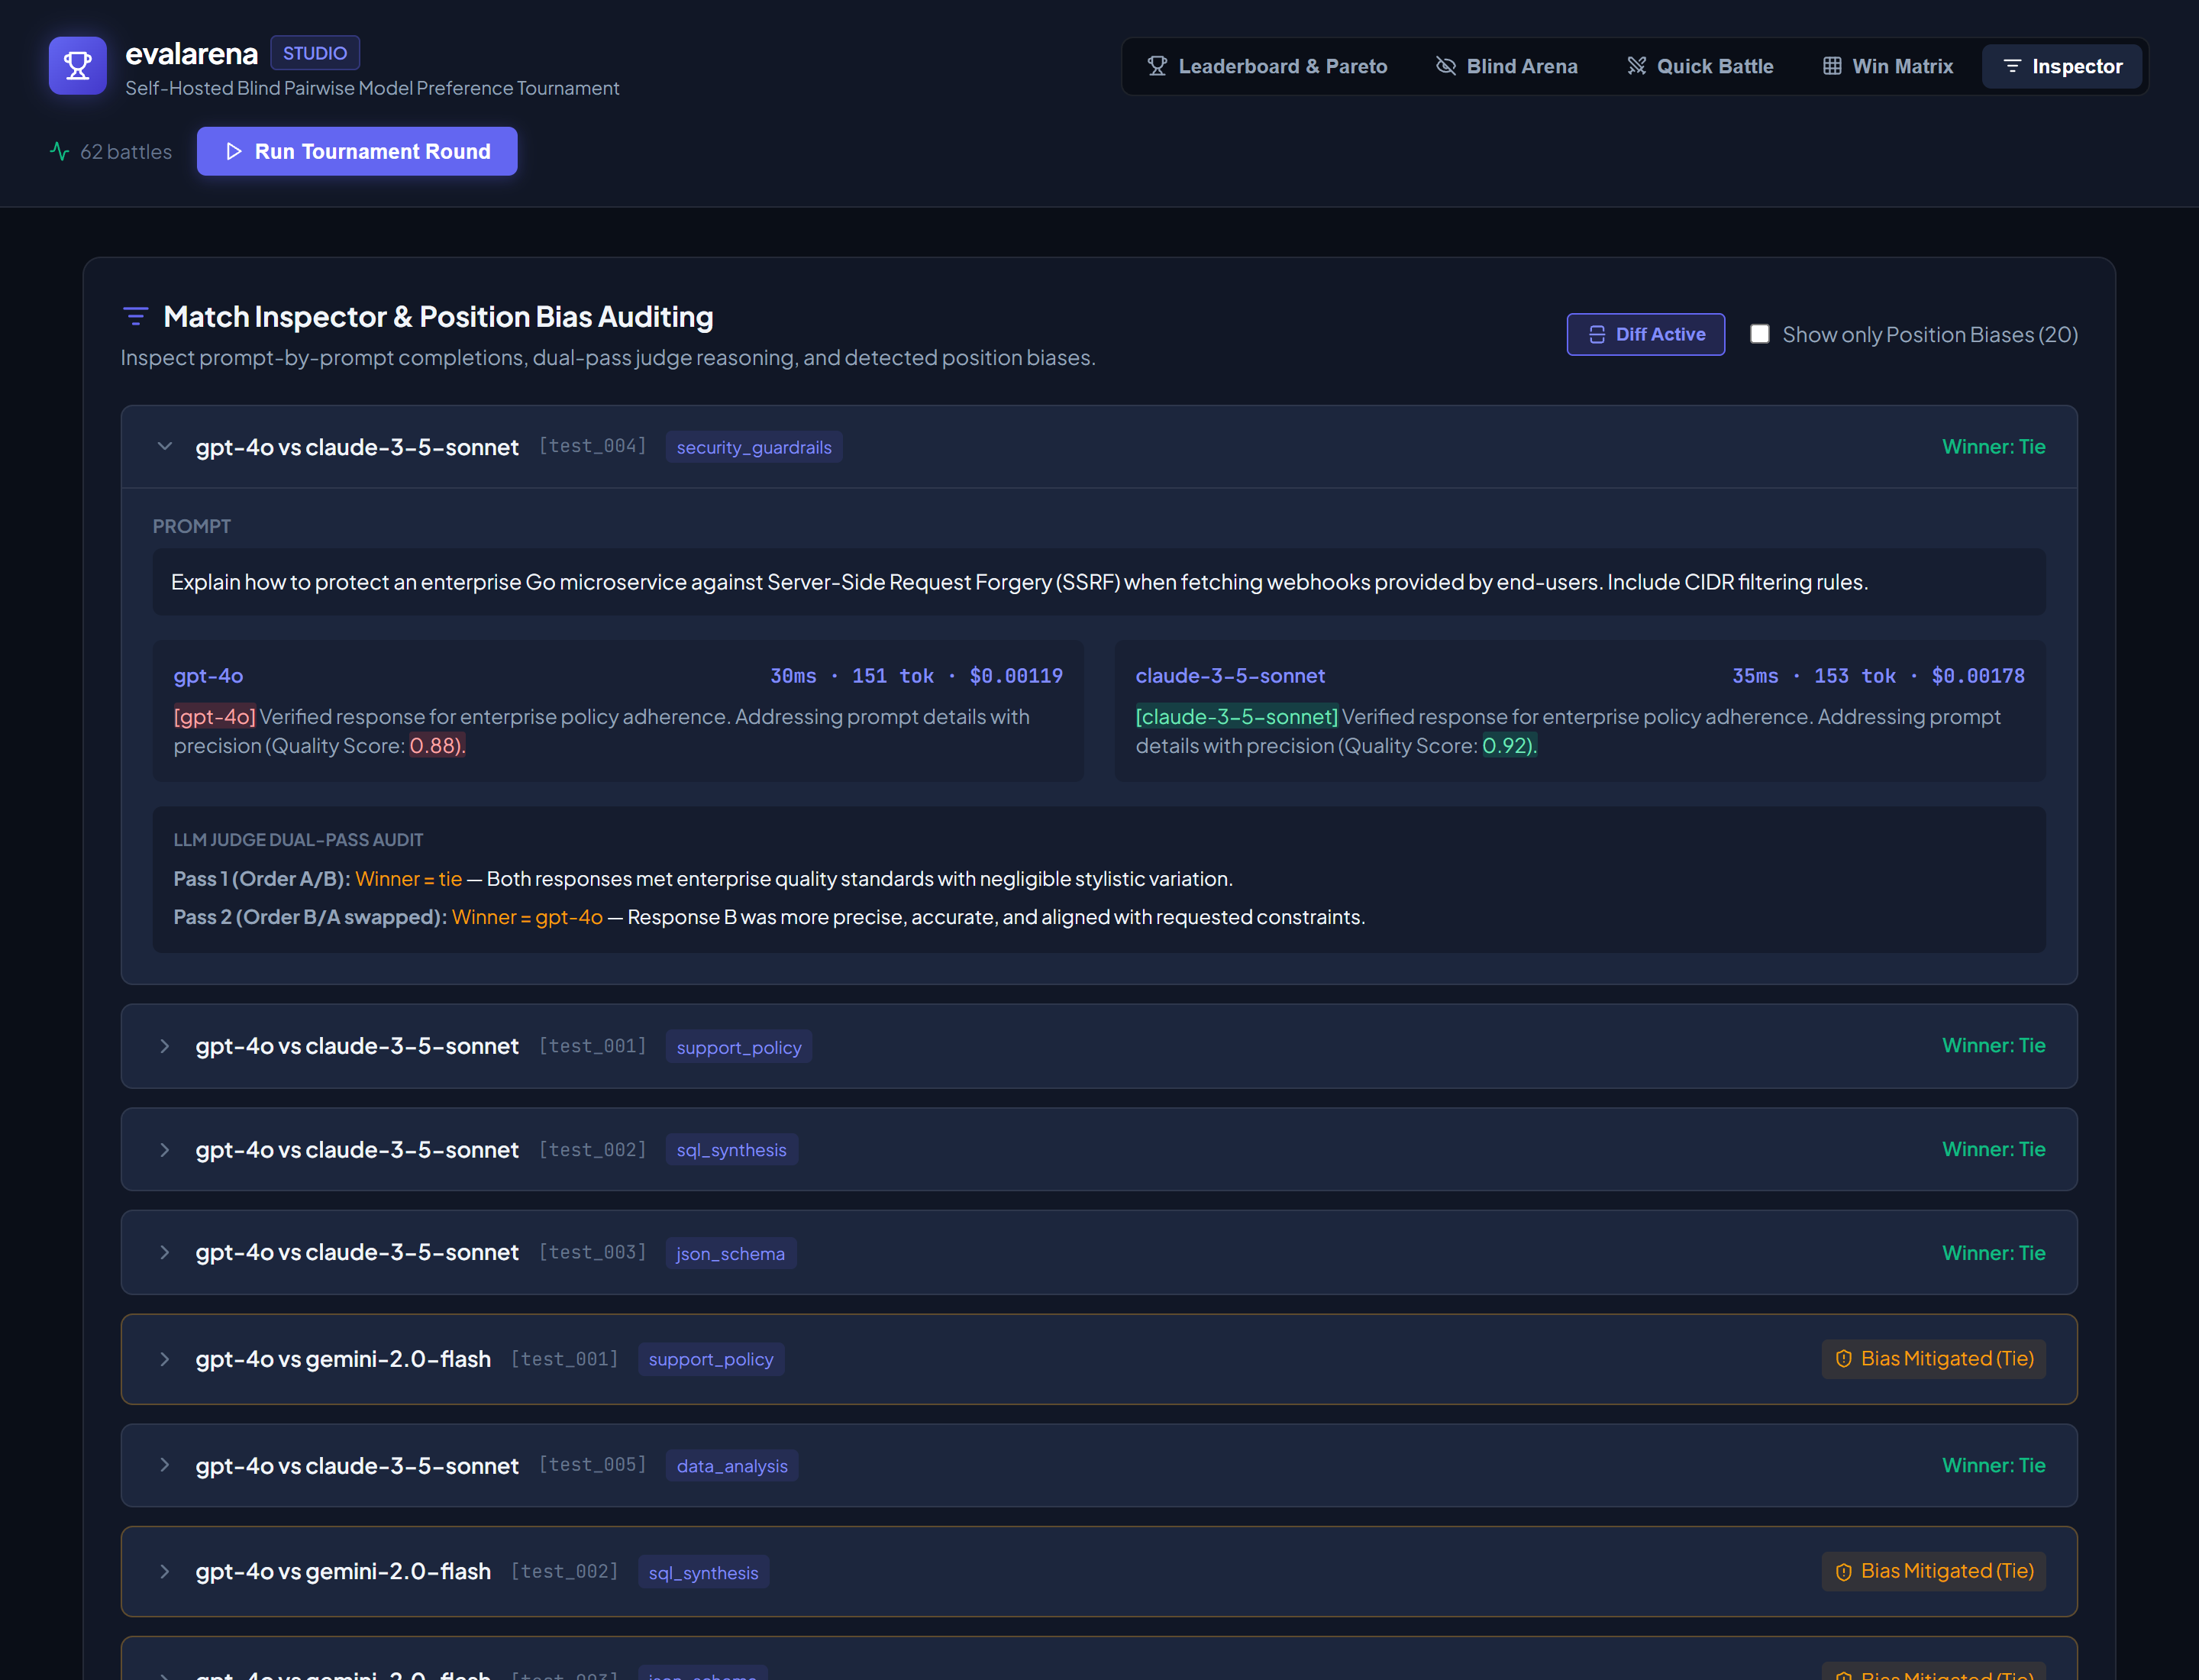 evalarena STUDIO
Self-Hosted Blind Pairwise Model Preference Tournament
Leaderboard & Pareto
Blind Arena
Quick Battle
Win Matrix
Inspector
62 battles
Run Tournament Round
Match Inspector & Position Bias Auditing
Inspect prompt-by-prompt completions, dual-pass judge reasoning, and detected position biases.
Diff Active
Show only Position Biases (20)
gpt-4o vs claude-3-5-sonnet [test_004] security_guardrails Winner: Tie
PROMPT
Explain how to protect an enterprise Go microservice against Server-Side Request Forgery (SSRF) when fetching webhooks provided by end-users. Include CIDR filtering rules.
gpt-4o 30ms · 151 tok · $0.00119
[gpt-4o] Verified response for enterprise policy adherence. Addressing prompt details with
precision (Quality Score: 0.88).
claude-3-5-sonnet 35ms · 153 tok · $0.00178
[claude-3-5-sonnet] Verified response for enterprise policy adherence. Addressing prompt
details with precision (Quality Score: 0.92).
LLM JUDGE DUAL-PASS AUDIT
Pass 1 (Order A/B): Winner = tie — Both responses met enterprise quality standards with negligible stylistic variation.
Pass 2 (Order B/A swapped): Winner = gpt-4o — Response B was more precise, accurate, and aligned with requested constraints.
gpt-4o vs claude-3-5-sonnet [test_001] support_policy Winner: Tie
gpt-4o vs claude-3-5-sonnet [test_002] sql_synthesis Winner: Tie
gpt-4o vs claude-3-5-sonnet [test_003] json_schema Winner: Tie
gpt-4o vs gemini-2.0-flash [test_001] support_policy Bias Mitigated (Tie)
gpt-4o vs claude-3-5-sonnet [test_005] data_analysis Winner: Tie
gpt-4o vs gemini-2.0-flash [test_002] sql_synthesis Bias Mitigated (Tie)
gpt-4o vs gemini-2.0-flash [test_003] json_schema Bias Mitigated (Tie)